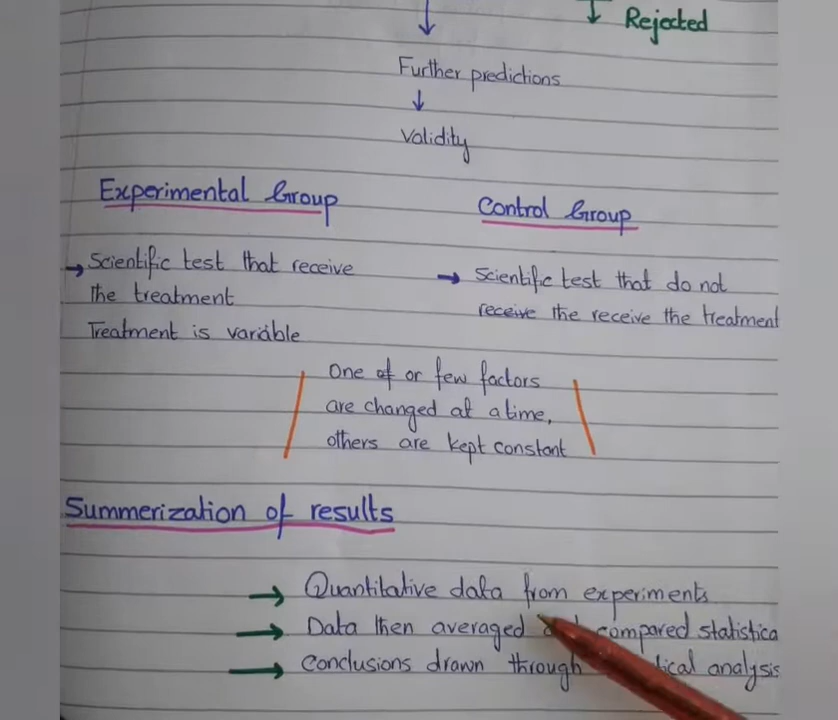 Rejected
Further predictions
Validity
Experimental Group
Control Group
Scientific test that receive
the treatment
Treatment is variable
Scientific test that do not
receive the receive the treatment
One of or few factors
are changed at a time,
others are kept constant
Summerization of results
Quantilative data from experiments
Data then averaged compared statistica
Conclusions drawn through analysis